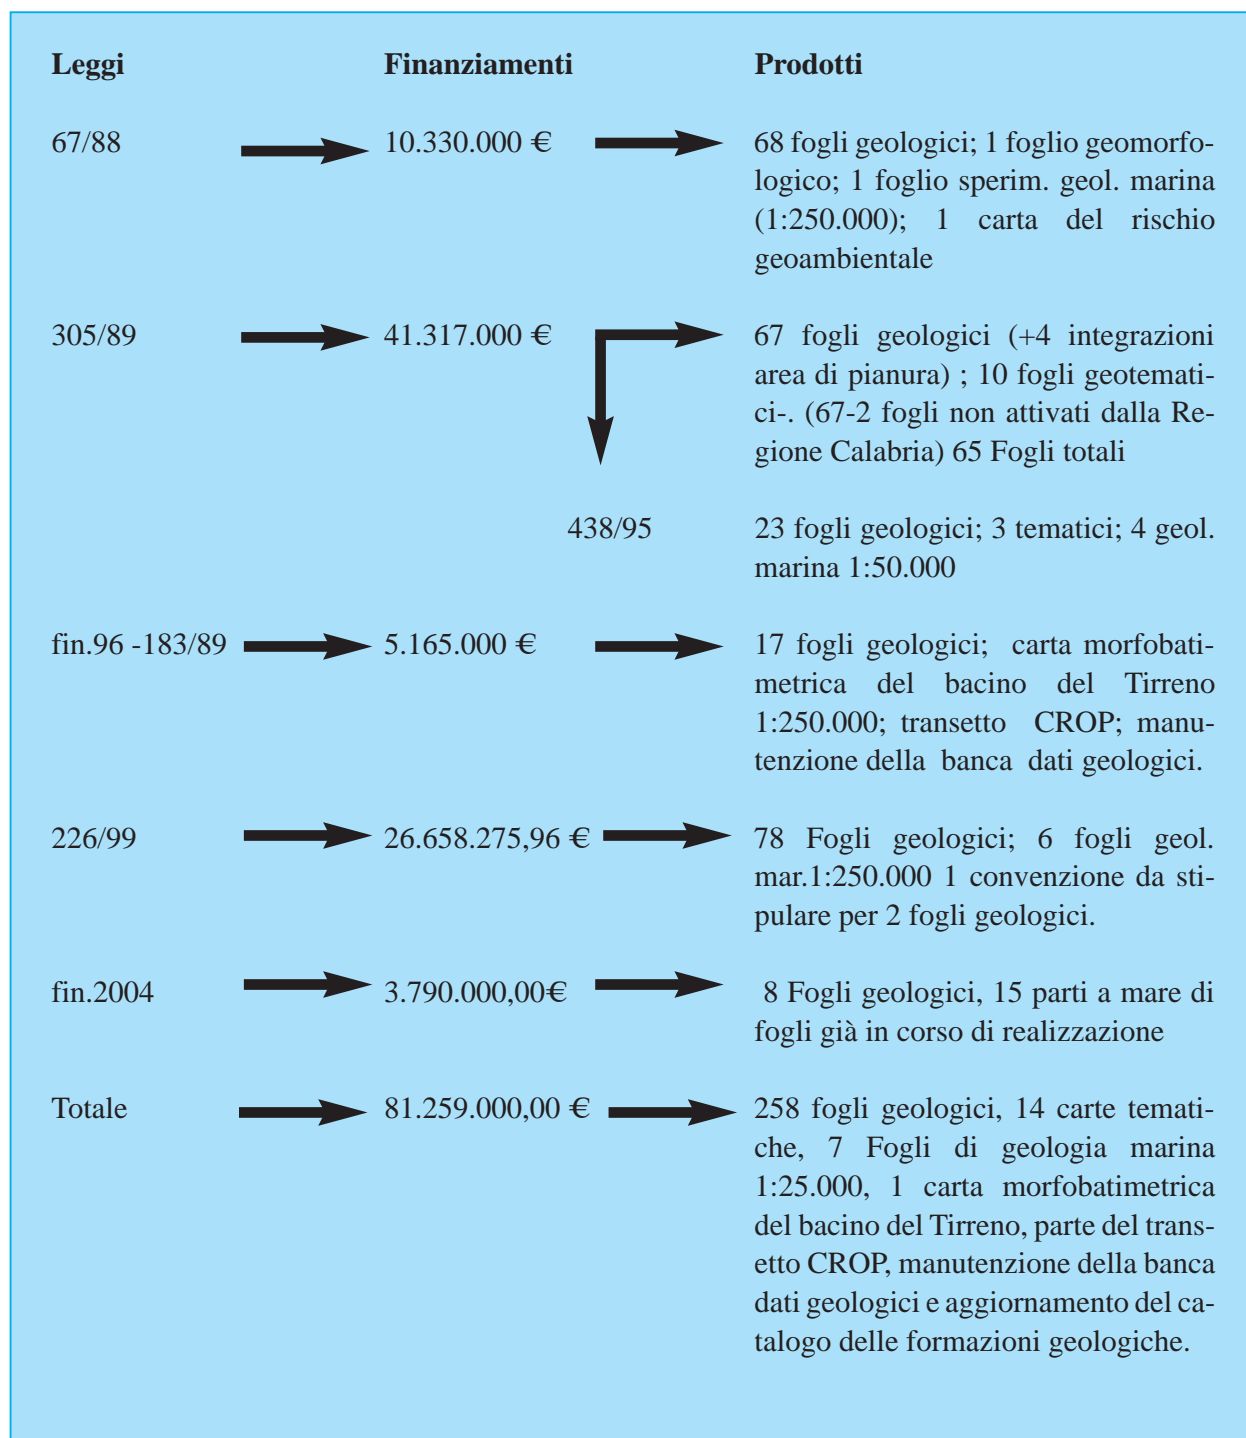 Leggi Finanziamenti Prodotti
67/88 10.330.000 € 68 fogli geologici; 1 foglio geomorfo-
logico; 1 foglio sperim. geol. marina
(1:250.000); 1 carta del rischio
geoambientale
305/89 41.317.000 € 67 fogli geologici (+4 integrazioni
area di pianura) ; 10 fogli geotemati-
ci-. (67-2 fogli non attivati dalla Re-
gione Calabria) 65 Fogli totali
438/95 23 fogli geologici; 3 tematici; 4 geol.
marina 1:50.000
fin.96 -183/89 5.165.000 € 17 fogli geologici; carta morfobati-
metrica del bacino del Tirreno
1:250.000; transetto CROP; manu-
tenzione della banca dati geologici.
226/99 26.658.275,96 € 78 Fogli geologici; 6 fogli geol.
mar.1:250.000 1 convenzione da sti-
pulare per 2 fogli geologici.
fin.2004 3.790.000,00€ 8 Fogli geologici, 15 parti a mare di
fogli già in corso di realizzazione
Totale 81.259.000,00 € 258 fogli geologici, 14 carte temati-
che, 7 Fogli di geologia marina
1:25.000, 1 carta morfobatimetrica
del bacino del Tirreno, parte del trans-
etto CROP, manutenzione della banca
dati geologici e aggiornamento del ca-
talogo delle formazioni geologiche.